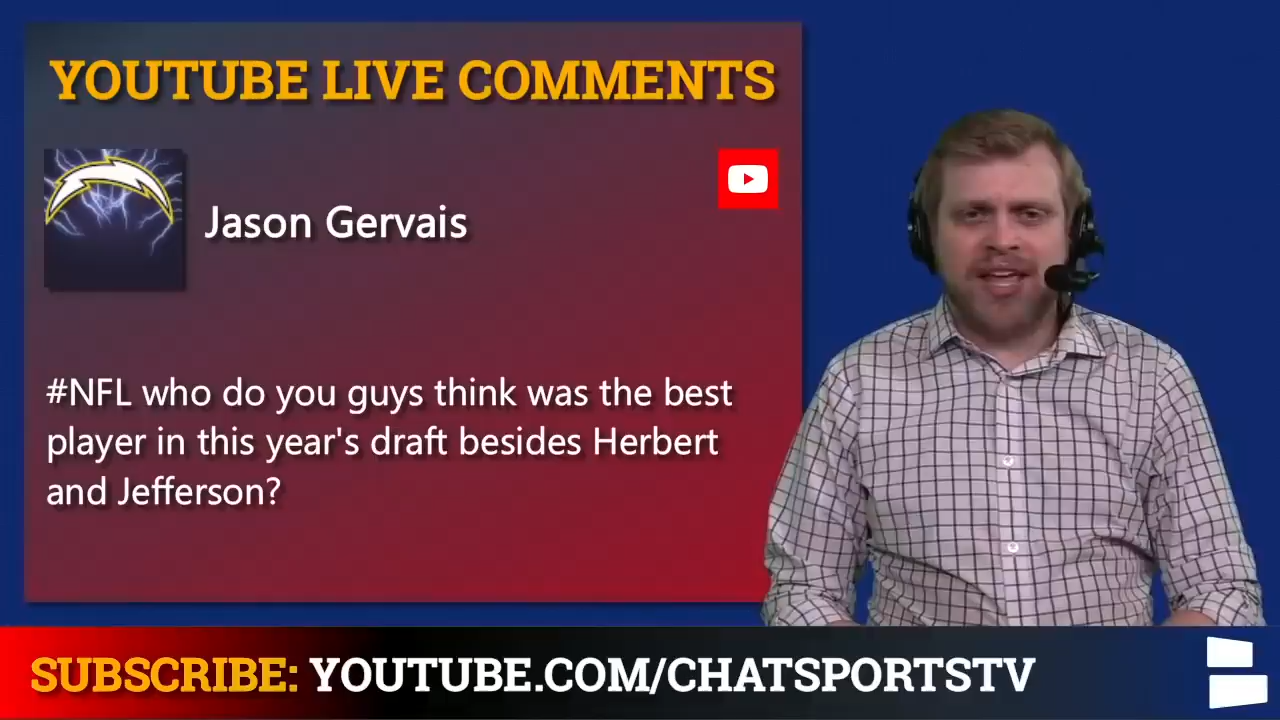 YOUTUBE LIVE COMMENTS
Jason Gervais
#NFL who do you guys think was the best
player in this year's draft besides Herbert
and Jefferson?
SUBSCRIBE: YOUTUBE.COM/CHATSPORTSTV